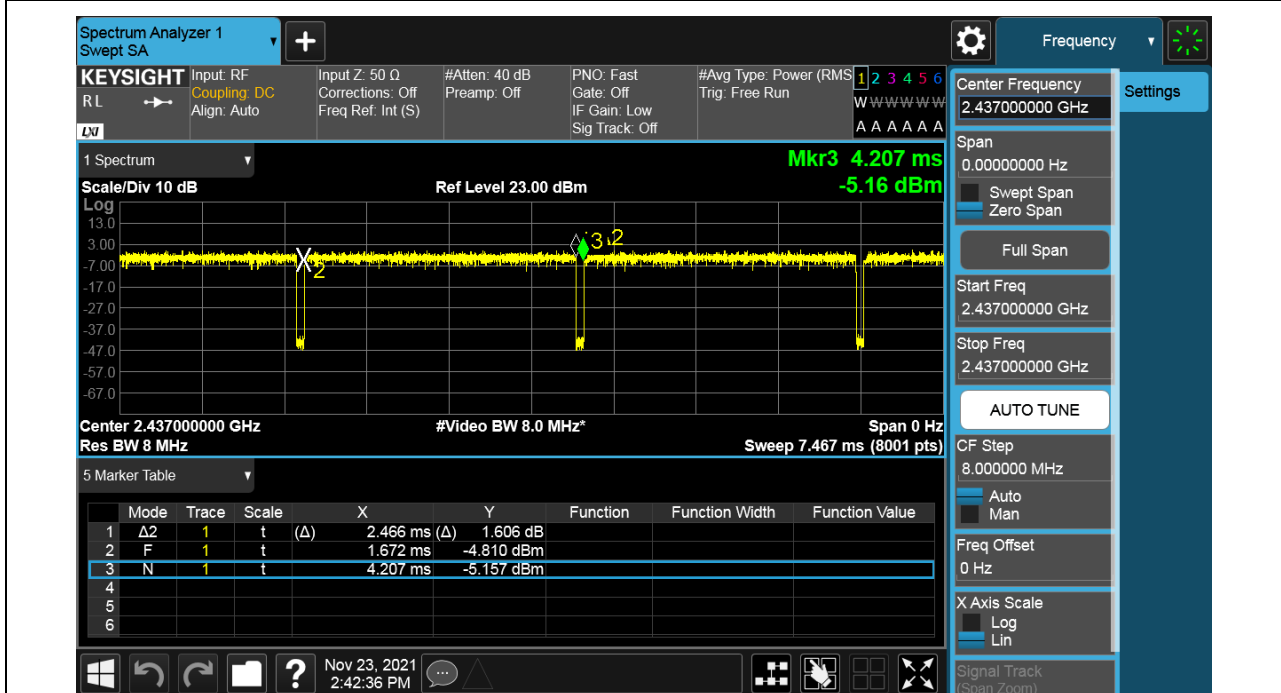 Spectrum Analyzer 1
Swept SA
+
Frequency
KEYSIGHT
RL
LXI
Input: RF
Coupling: DC
Align: Auto
Input Z: 50 Ω
Corrections: Off
Freq Ref: Int (S)
#Atten: 40 dB
Preamp: Off
PNO: Fast
Gate: Off
IF Gain: Low
Sig Track: Off
#Avg Type: Power (RMS
Trig: Free Run
1 2 3 4 5 6
W W W W W W
A A A A A A
Center Frequency
2.437000000 GHz
Settings
Span
0.00000000 Hz
Swept Span
Zero Span
Full Span
Start Freq
2.437000000 GHz
Stop Freq
2.437000000 GHz
AUTO TUNE
CF Step
8.000000 MHz
Auto
Man
Freq Offset
0 Hz
X Axis Scale
Log
Lin
Signal Track
(Span Zoom)
1 Spectrum
Mkr3 4.207 ms
Scale/Div 10 dB
Ref Level 23.00 dBm
-5.16 dBm
Log
13.0
3.00
-7.00
-17.0
-27.0
-37.0
-47.0
-57.0
-67.0
X2
3
2
Center 2.437000000 GHz
#Video BW 8.0 MHz*
Span 0 Hz
Res BW 8 MHz
Sweep 7.467 ms (8001 pts)
5 Marker Table
Mode Trace Scale X Y Function Function Width Function Value
1 Δ2 1 t (Δ) 2.466 ms (Δ) 1.606 dB
2 F 1 t 1.672 ms -4.810 dBm
3 N 1 t 4.207 ms -5.157 dBm
4
5
6
?
Nov 23, 2021
2:42:36 PM